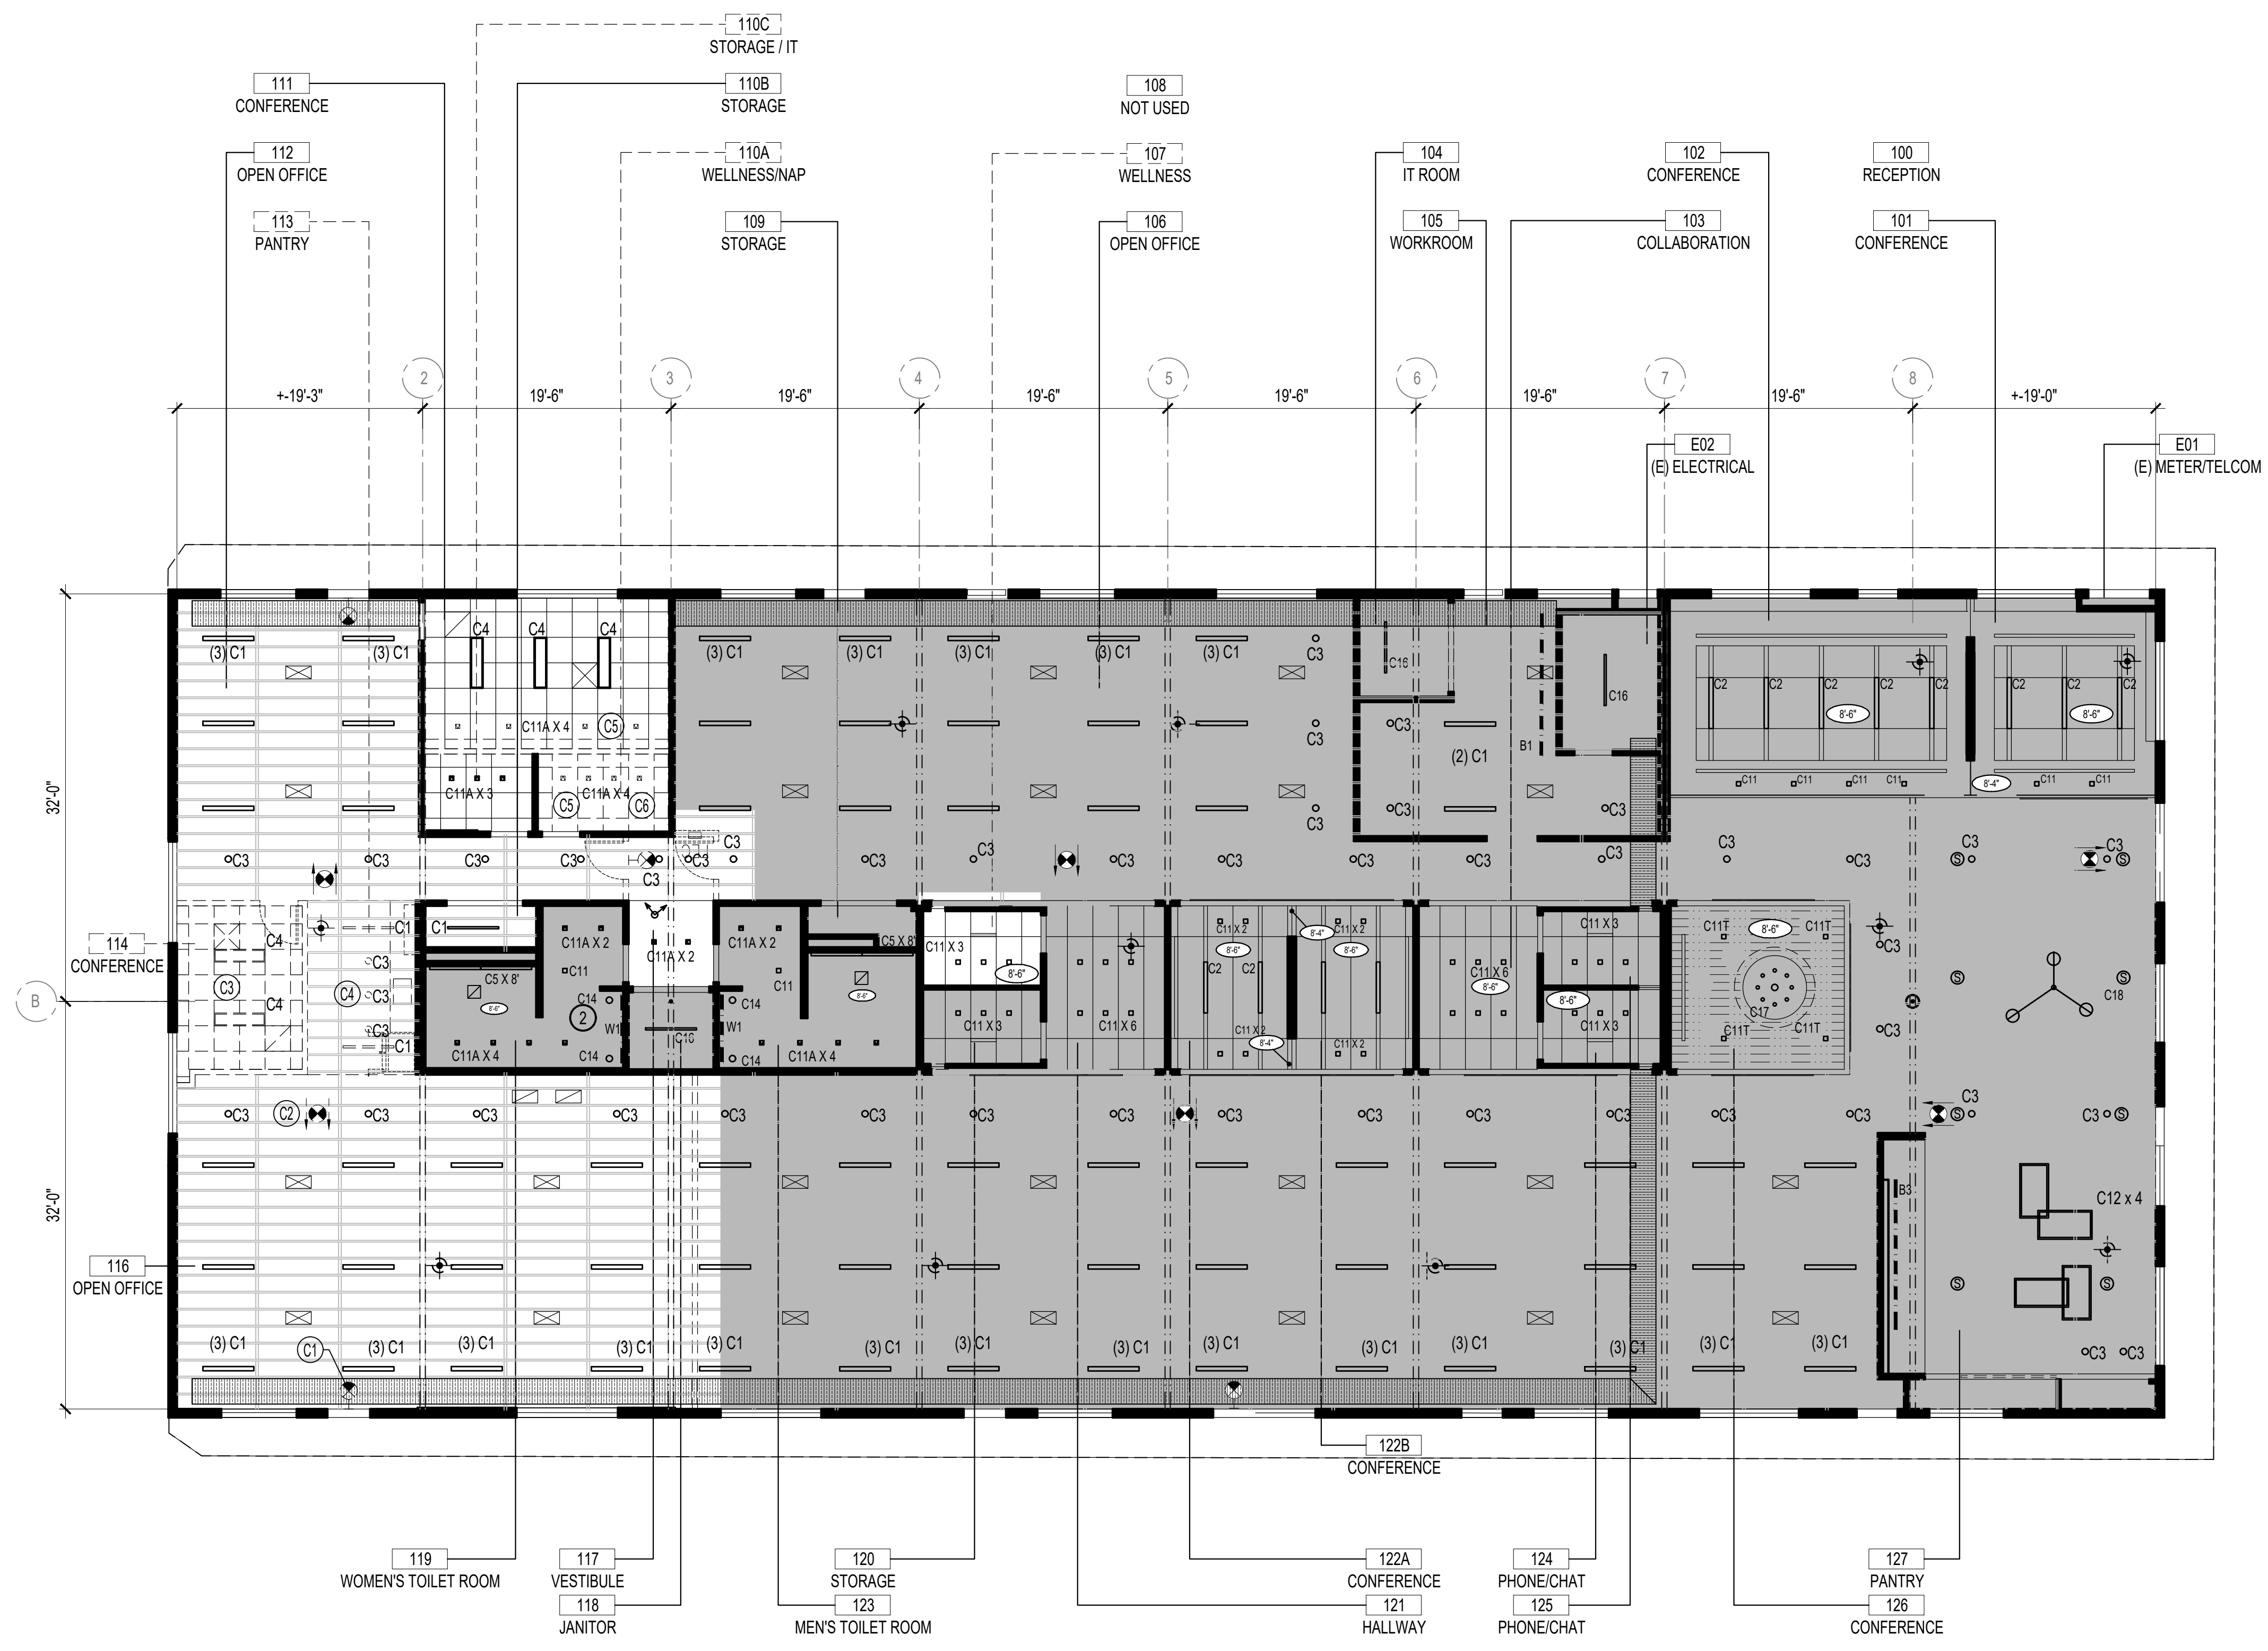 110C
STORAGE / IT
111
CONFERENCE
110B
STORAGE
108
NOT USED
112
OPEN OFFICE
110A
WELLNESS/NAP
107
WELLNESS
104
IT ROOM
102
CONFERENCE
100
RECEPTION
113
PANTRY
109
STORAGE
106
OPEN OFFICE
105
WORKROOM
103
COLLABORATION
101
CONFERENCE
2
3
4
5
6
7
8
+-19'-3"
19'-6"
19'-6"
19'-6"
19'-6"
19'-6"
19'-6"
+-19'-0"
E02
(E) ELECTRICAL
E01
(E) METER/TELCOM
C4 C4 C4
(3) C1 (3) C1 (3) C1 (3) C1 (3) C1 (3) C1 (3) C1 C3 C16
C2 C2 C2 C2 C2 C2 C2 C2
C16
8'-6" 8'-6"
C11A X 4 C5 C3 C3
B1
(2) C1
C11 C11 C11 C11 8'-4" C11 C11
C11A X 3 C5 C11A X 4 C6
32'-0"
C3 C3 C3
C3 C3 C3 C3 C3
C3 C3 C3 C3 C3 C3 C3 C3 C3 C3 C3 C3 S S
C3
C1 C1
C11 X 2 8'-4" C11 X 2
C11T 8'-6" C11T
114
CONFERENCE
C4 C11A X 2 C11A X 2 C11A X 2 C5 X 8' C11 X 3 8'-6" 8'-6" C11 X 3 C3
C3 C11 C11 8'-6" C2 C2 C11 X 6 S S
C5 X 8'
C3 C4 C3 8'-6" 8'-6" 8'-6" 8'-6" C18
B
C4 2 C14 C14 C17
C3 W1 W1 C11 X 3 C11 X 6 C11 X 2 C11 X 3 C11T C11T C3
C1 C16 8'-4" C11 X 2
C11A X 4 C14 C14 C11A X 4
C3 C2 C3 C3 C3 C3 C3 C3 C3 C3 C3 C3 C3 C3 C3 S C3 C3 S
32'-0"
B3
C12 x 4
116
OPEN OFFICE
S S
(3) C1 (3) C1 (3) C1 (3) C1 (3) C1 (3) C1 (3) C1 (3) C1 (3) C1 (3) C1 (3) C1 (3) C1 (3) C1 (3) C1
C1
C3 C3
122B
CONFERENCE
119
WOMEN'S TOILET ROOM
117
VESTIBULE
120
STORAGE
122A
CONFERENCE
124
PHONE/CHAT
127
PANTRY
118
JANITOR
123
MEN'S TOILET ROOM
121
HALLWAY
125
PHONE/CHAT
126
CONFERENCE